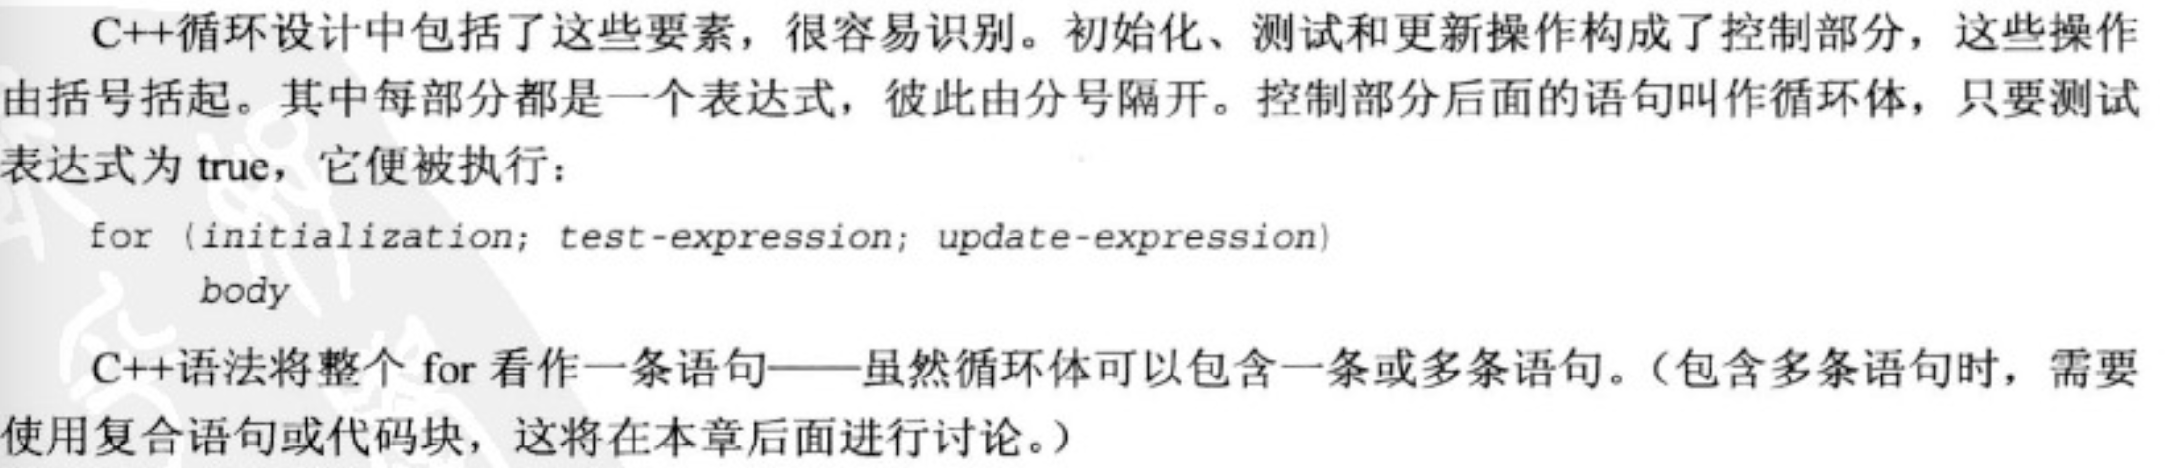 C++循环设计中包括了这些要素，很容易识别。初始化、测试和更新操作构成了控制部分，这些操作
由括号括起。其中每部分都是一个表达式，彼此由分号隔开。控制部分后面的语句叫作循环体，只要测试
表达式为 true，它便被执行：
for (initialization; test-expression; update-expression)
body
C++语法将整个 for 看作一条语句——虽然循环体可以包含一条或多条语句。（包含多条语句时，需要
使用复合语句或代码块，这将在本章后面进行讨论。）